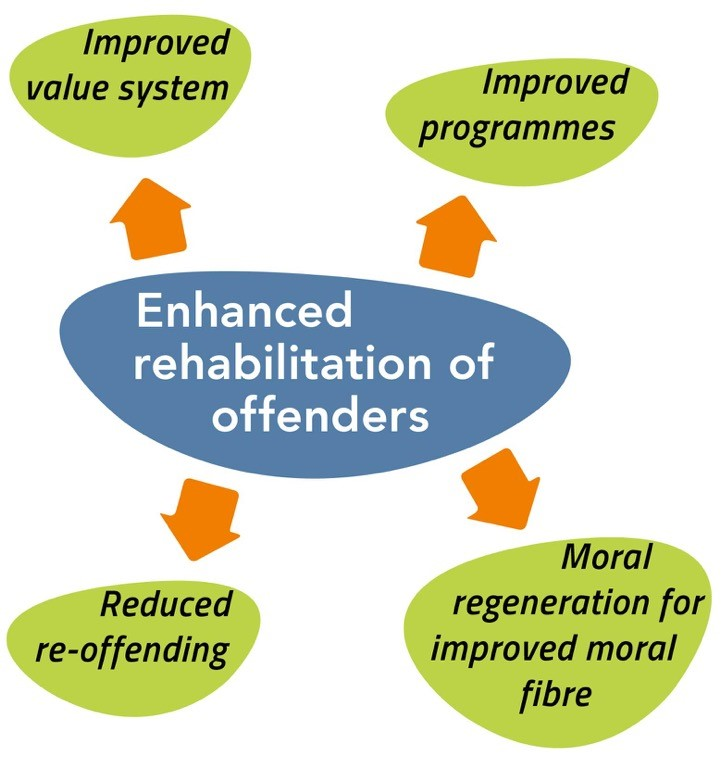 Improved
value system
Improved
programmes
Enhanced
rehabilitation of
offenders
Reduced
re-offending
Moral
regeneration for
improved moral
fibre